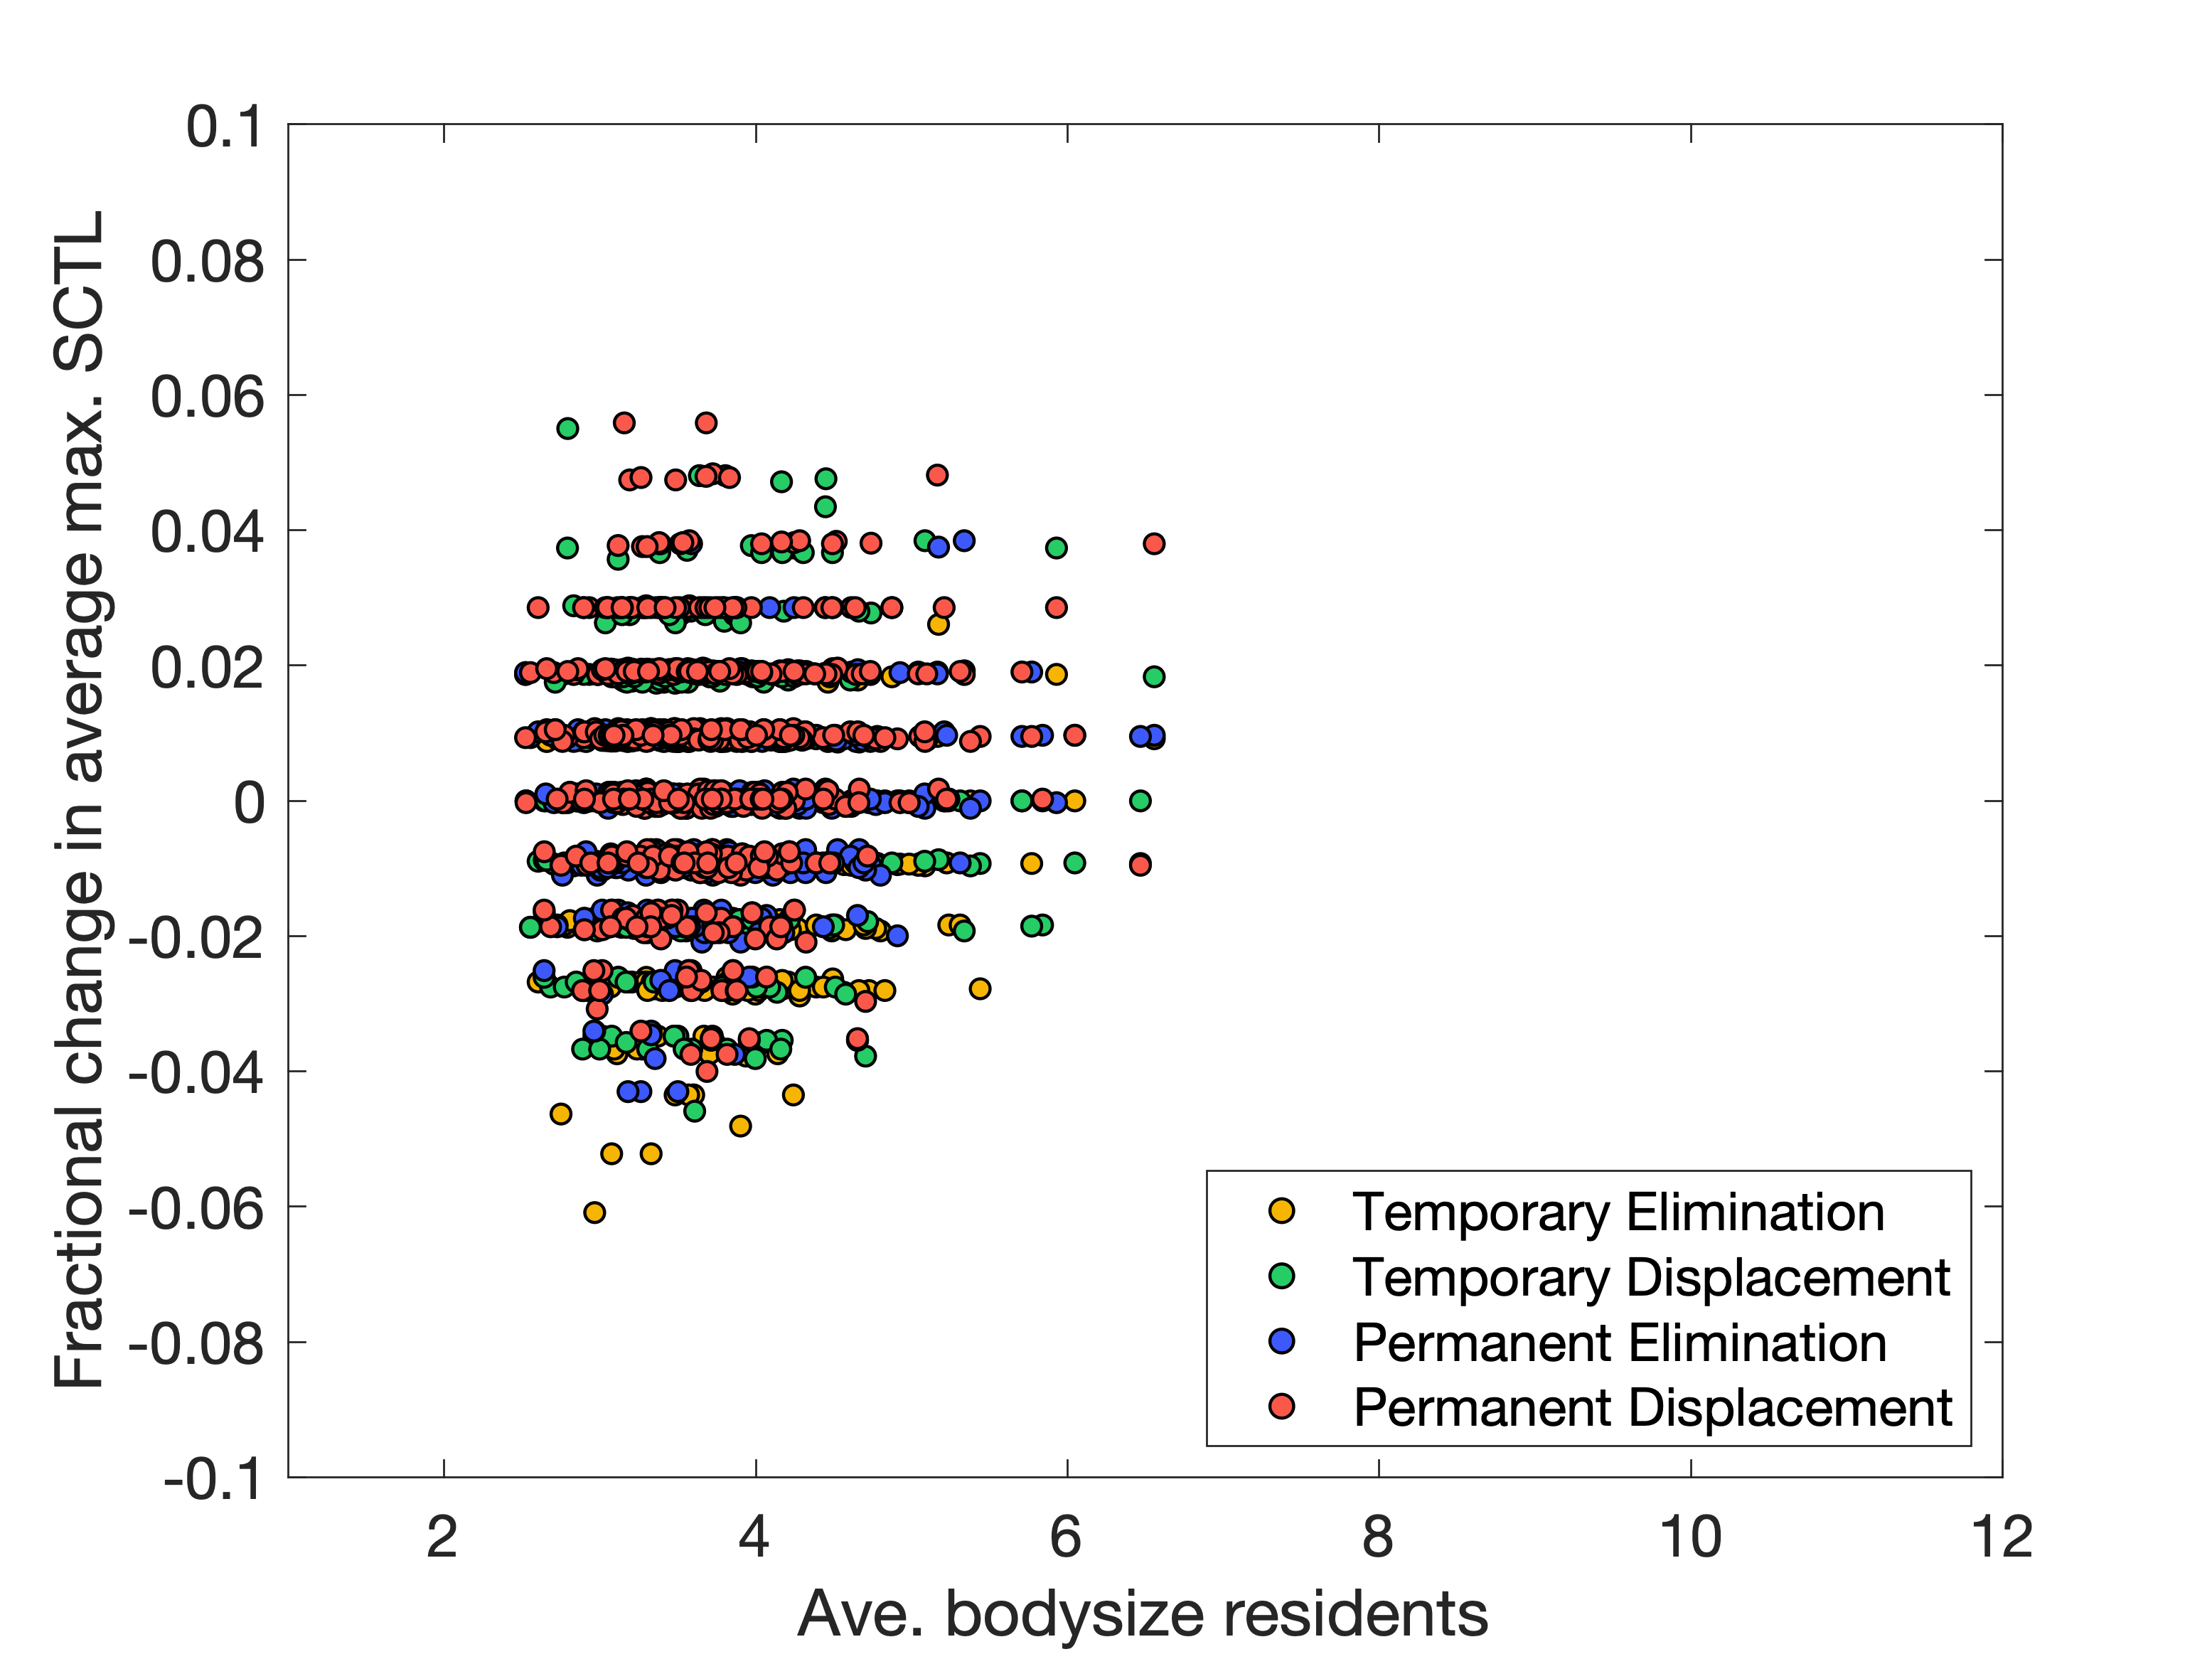 Fractional change in average max. SCTL
0.1
0.08
0.06
0.04
0.02
0
-0.02
-0.04
-0.06
-0.08
-0.1
Temporary Elimination
Temporary Displacement
Permanent Elimination
Permanent Displacement
2 4 6 8 10 12
Ave. bodysize residents